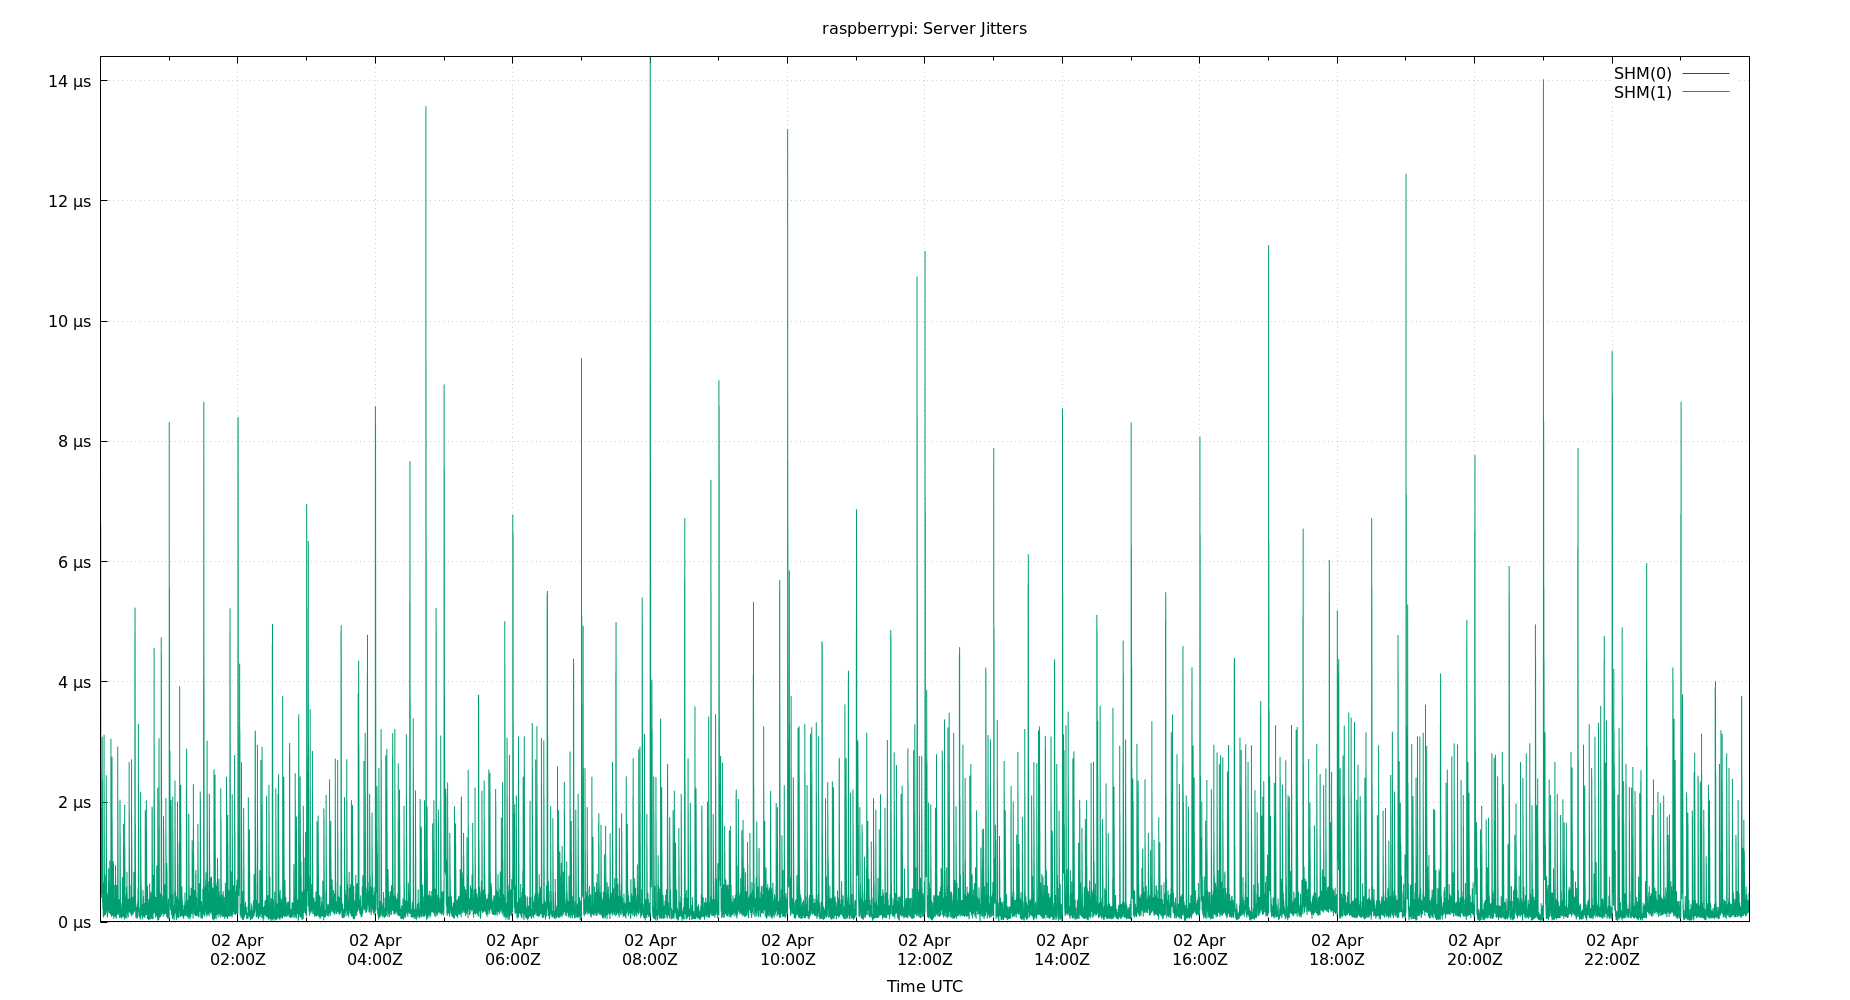 raspberrypi: Server Jitters
SHM(0)
SHM(1)
14 µs
12 µs
10 µs
8 µs
6 µs
4 µs
2 µs
0 µs
02 Apr 02 Apr 02 Apr 02 Apr 02 Apr 02 Apr 02 Apr 02 Apr 02 Apr 02 Apr 02 Apr
02:00Z 04:00Z 06:00Z 08:00Z 10:00Z 12:00Z 14:00Z 16:00Z 18:00Z 20:00Z 22:00Z
Time UTC